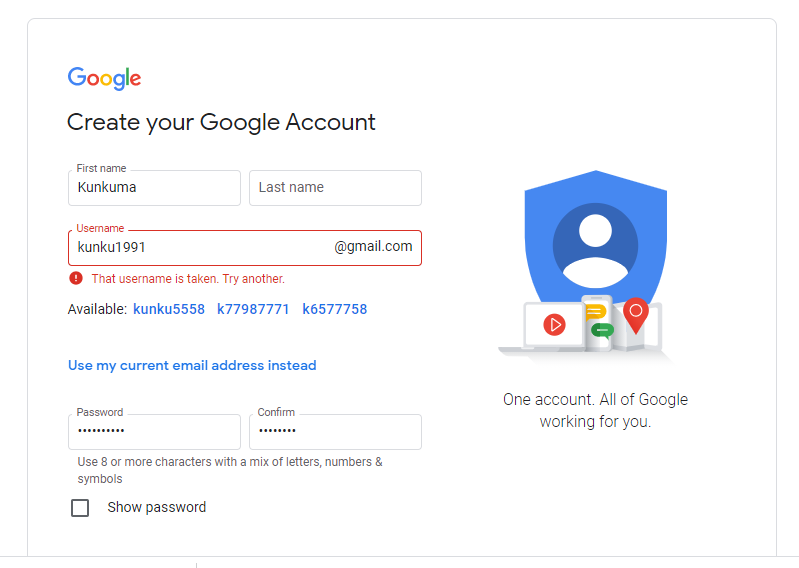 Google
Create your Google Account
First name
Kunkuma
Last name
Username
kunku1991
@gmail.com
That username is taken. Try another.
Available: kunku5558 k77987771 k6577758
Use my current email address instead
Password
••••••••••
Confirm
••••••••
Use 8 or more characters with a mix of letters, numbers &
symbols
Show password
One account. All of Google
working for you.